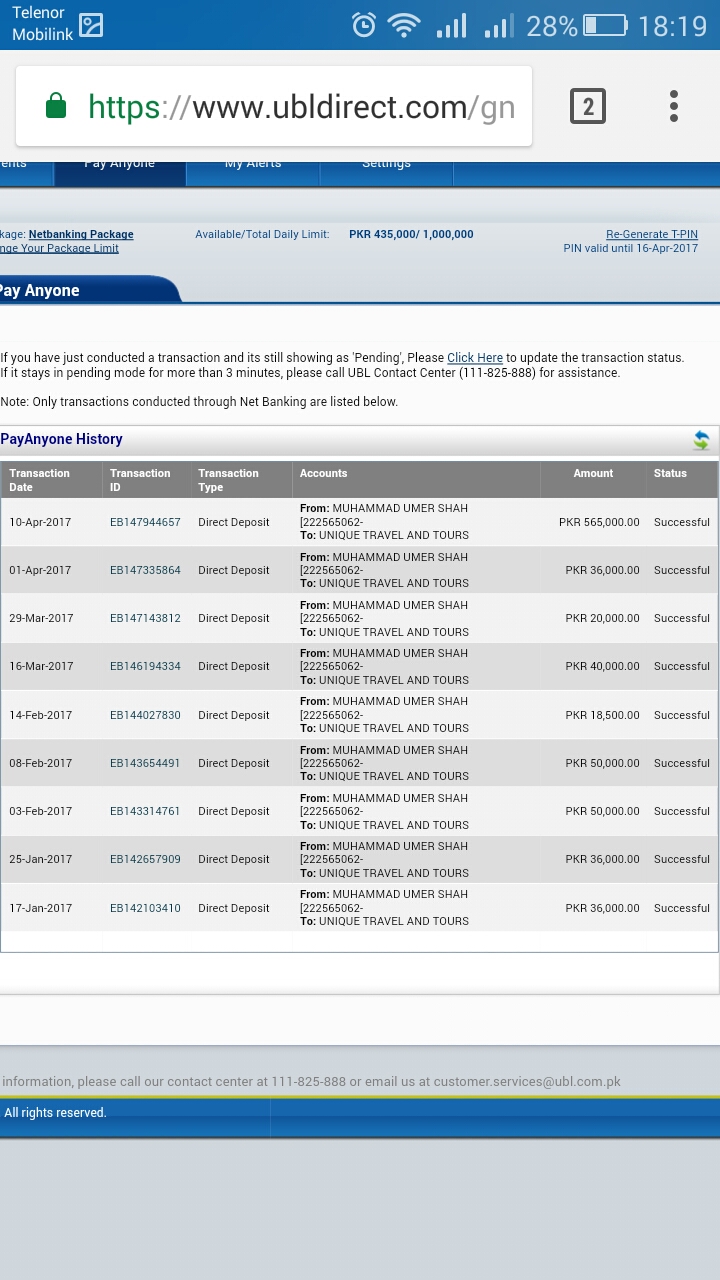 Telenor
Mobilink
28% 18:19
https://www.ubldirect.com/gn
2
ents Pay Anyone My Alerts Settings
kage: Netbanking Package Available/Total Daily Limit: PKR 435,000/ 1,000,000 Re-Generate T-PIN
nge Your Package Limit PIN valid until 16-Apr-2017
Pay Anyone
If you have just conducted a transaction and its still showing as 'Pending', Please Click Here to update the transaction status.
If it stays in pending mode for more than 3 minutes, please call UBL Contact Center (111-825-888) for assistance.
Note: Only transactions conducted through Net Banking are listed below.
PayAnyone History
Transaction Date Transaction ID Transaction Type Accounts Amount Status
10-Apr-2017 EB147944657 Direct Deposit From: MUHAMMAD UMER SHAH [222565062- To: UNIQUE TRAVEL AND TOURS PKR 565,000.00 Successful
01-Apr-2017 EB147335864 Direct Deposit From: MUHAMMAD UMER SHAH [222565062- To: UNIQUE TRAVEL AND TOURS PKR 36,000.00 Successful
29-Mar-2017 EB147143812 Direct Deposit From: MUHAMMAD UMER SHAH [222565062- To: UNIQUE TRAVEL AND TOURS PKR 20,000.00 Successful
16-Mar-2017 EB146194334 Direct Deposit From: MUHAMMAD UMER SHAH [222565062- To: UNIQUE TRAVEL AND TOURS PKR 40,000.00 Successful
14-Feb-2017 EB144027830 Direct Deposit From: MUHAMMAD UMER SHAH [222565062- To: UNIQUE TRAVEL AND TOURS PKR 18,500.00 Successful
08-Feb-2017 EB143654491 Direct Deposit From: MUHAMMAD UMER SHAH [222565062- To: UNIQUE TRAVEL AND TOURS PKR 50,000.00 Successful
03-Feb-2017 EB143314761 Direct Deposit From: MUHAMMAD UMER SHAH [222565062- To: UNIQUE TRAVEL AND TOURS PKR 50,000.00 Successful
25-Jan-2017 EB142657909 Direct Deposit From: MUHAMMAD UMER SHAH [222565062- To: UNIQUE TRAVEL AND TOURS PKR 36,000.00 Successful
17-Jan-2017 EB142103410 Direct Deposit From: MUHAMMAD UMER SHAH [222565062- To: UNIQUE TRAVEL AND TOURS PKR 36,000.00 Successful
information, please call our contact center at 111-825-888 or email us at customer.services@ubl.com.pk
All rights reserved.